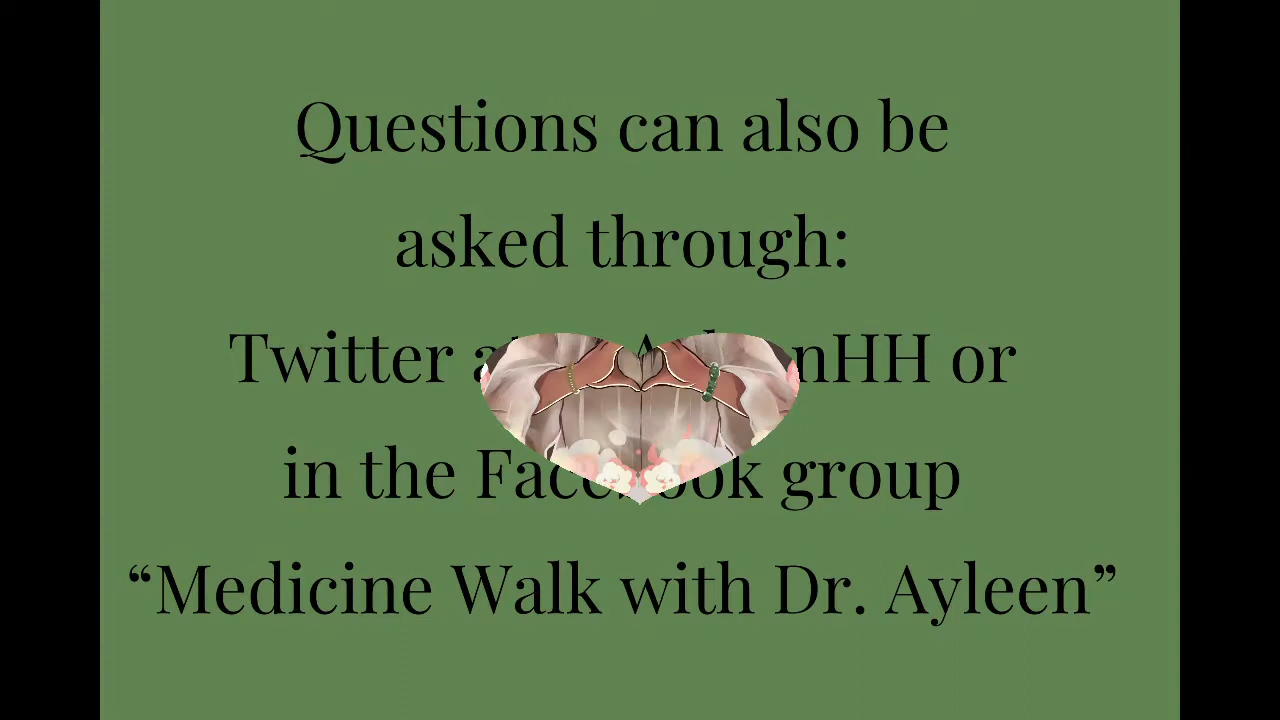 Questions can also be
asked through:
Twitter or
in the group
“Medicine Walk with Dr. Ayleen”